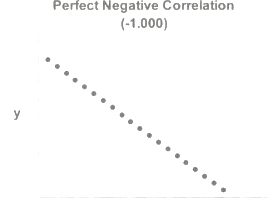 Perfect Negative Correlation
(-1.000)
y